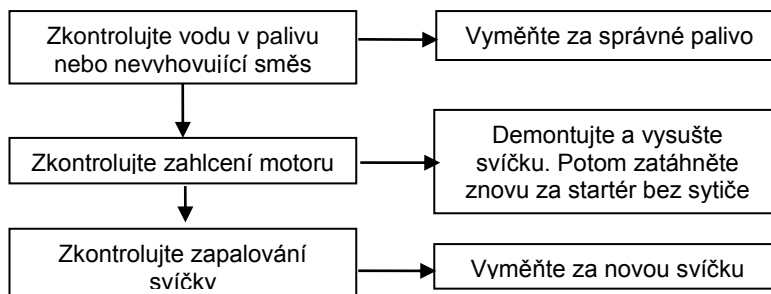 Zkontrolujte vodu v palivu
nebo nevyhovující směs
Vyměňte za správné palivo
Zkontrolujte zahlcení motoru
Demontujte a vysušte
svíčku. Potom zatáhněte
znovu za startér bez sytiče
Zkontrolujte zapalování
svíčky
Vyměňte za novou svíčku